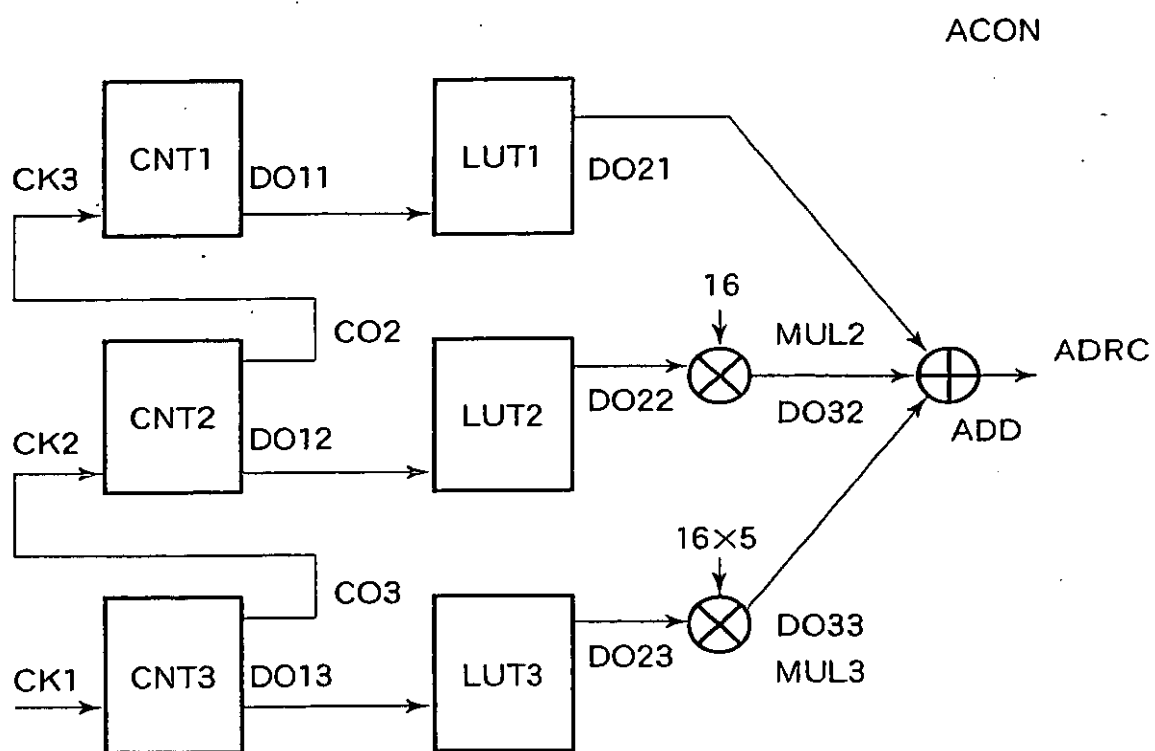 ACON
CNT1
LUT1
CK3
DO11
DO21
16
CO2
MUL2
ADRC
CNT2
LUT2
DO22
DO32
CK2
DO12
ADD
16×5
CO3
CNT3
LUT3
DO23
DO33
CK1
DO13
MUL3